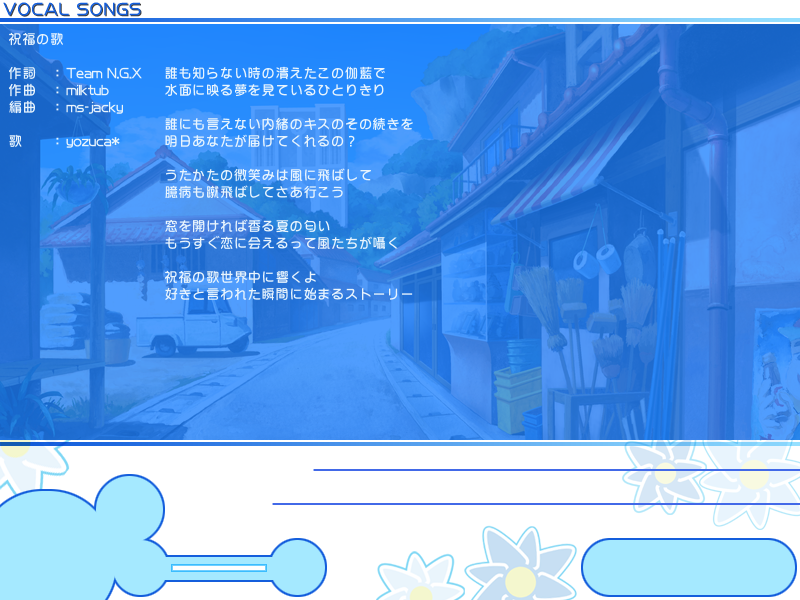 VOCAL SONGS
祝福の歌
作詞 : Team N.G.X
作曲 : milktub
編曲 : ms-jacky
歌 : yozuca*
誰も知らない時の潰えたこの伽藍で
水面に映る夢を見ているひとりきり
誰にも言えない内緒のキスのその続きを
明日あなたが届けてくれるの？
うたかたの微笑みは風に飛ばして
臆病も蹴飛ばしてさあ行こう
窓を開ければ香る夏の匂い
もうすぐ恋に会えるって風たちが囁く
祝福の歌世界中に響くよ
好きと言われた瞬間に始まるストーリー